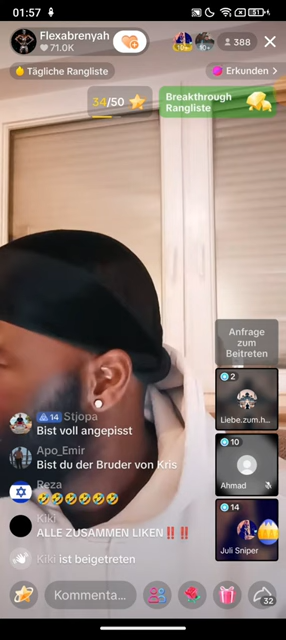 01:57
51
Flexabrenyah
71.0K
10+
388
Tägliche Rangliste
Erkunden >
34/50
Breakthrough
Rangliste
Anfrage
zum
Beitreten
2
Liebe.zum.h...
10
Ahmad
14
Juli Sniper
14 Stjopa
Bist voll angepisst
Apo_Emir
Bist du der Bruder von Kris
Reza
🤣🤣🤣🤣🤣🤣
Kiki
ALLE ZUSAMMEN LIKEN‼️‼️
Kiki ist beigetreten
Kommenta...
32